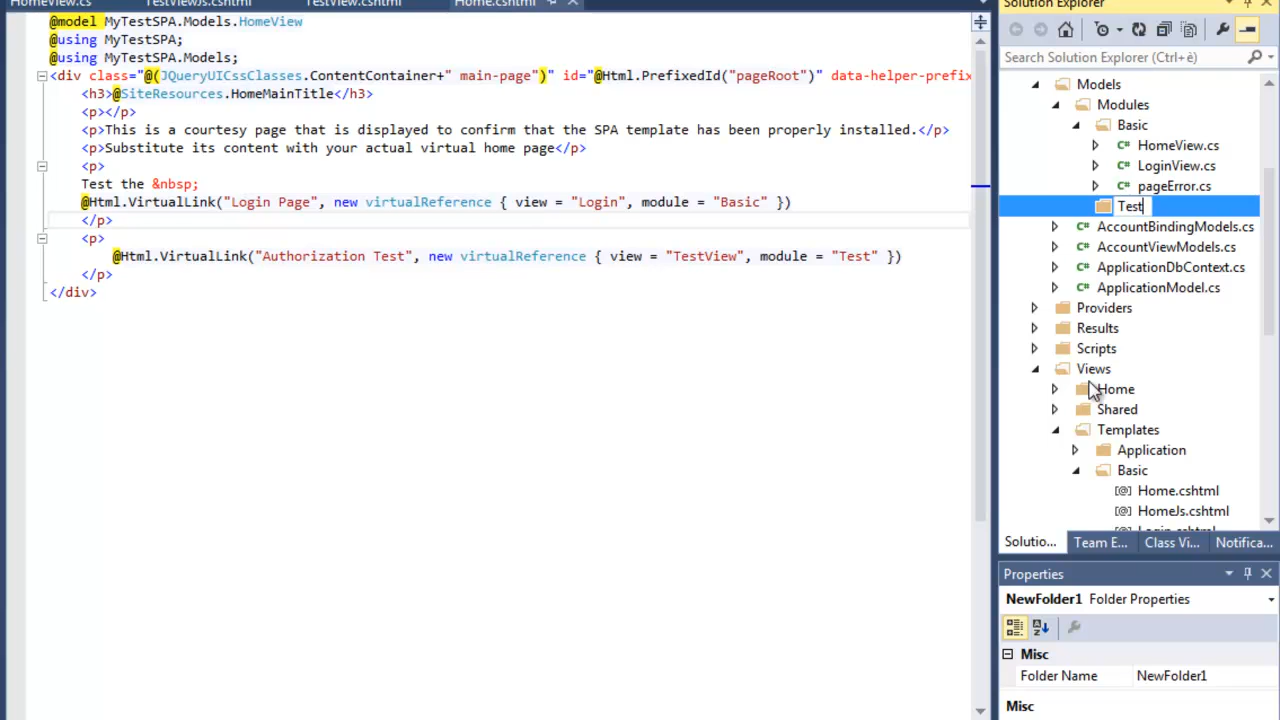 HomeView.cs TestViewJs.cshtml TestView.cshtml Home.cshtml
@model MyTestSPA.Models.HomeView
@using MyTestSPA;
@using MyTestSPA.Models;
<div class="@(JQueryUICssClasses.ContentContainer+" main-page")" id="@Html.PrefixedId("pageRoot")" data-helper-prefix
<h3>@SiteResources.HomeMainTitle</h3>
<p></p>
<p>This is a courtesy page that is displayed to confirm that the SPA template has been properly installed.</p>
<p>Substitute its content with your actual virtual home page</p>
<p>
Test the &nbsp;
@Html.VirtualLink("Login Page", new virtualReference { view = "Login", module = "Basic" })
</p>
<p>
@Html.VirtualLink("Authorization Test", new virtualReference { view = "TestView", module = "Test" })
</p>
</div>
Solution Explorer
Search Solution Explorer (Ctrl+è)
Models
Modules
Basic
HomeView.cs
LoginView.cs
pageError.cs
Test
AccountBindingModels.cs
AccountViewModels.cs
ApplicationDbContext.cs
ApplicationModel.cs
Providers
Results
Scripts
Views
Home
Shared
Templates
Application
Basic
Home.cshtml
HomeJs.cshtml
Login.cshtml
Solutio... Team E... Class Vi... Notifica...
Properties
NewFolder1 Folder Properties
Misc
Folder Name NewFolder1
Misc